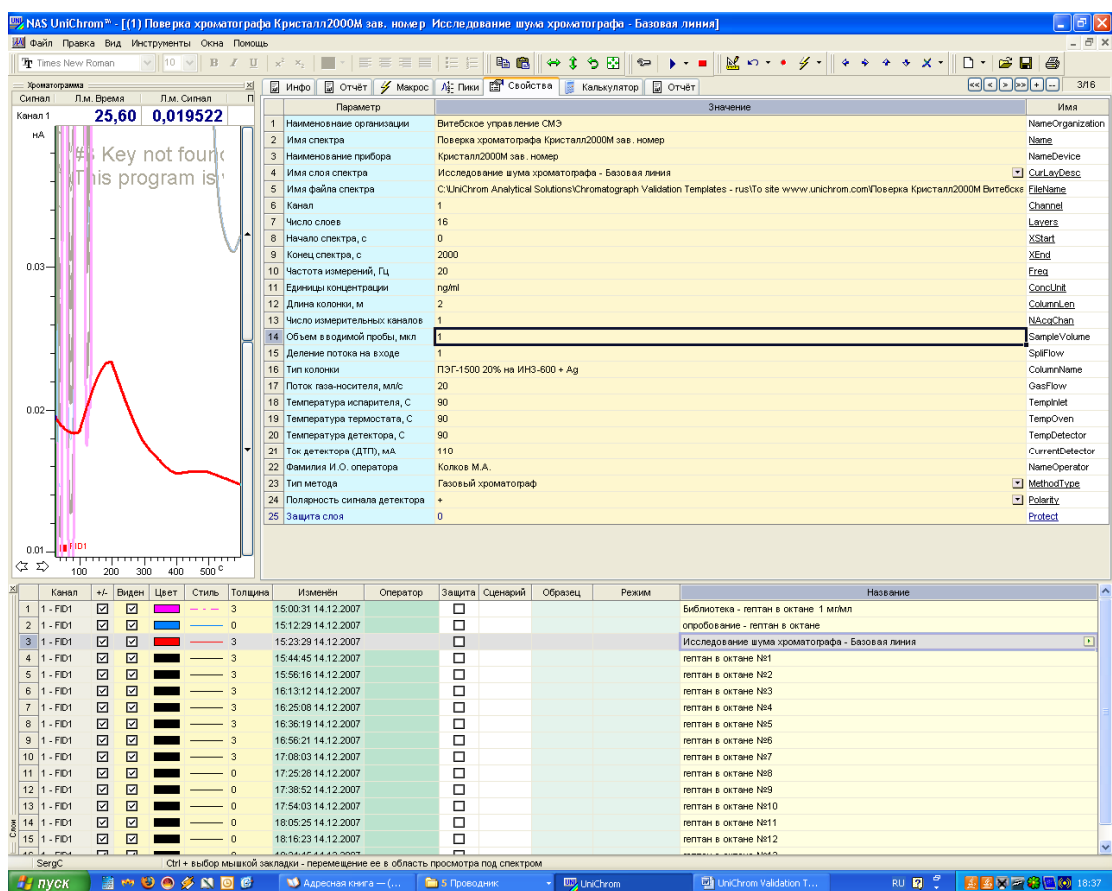 NAS UniChrom™ - [(1) Поверка хроматографа Кристалл2000М зав. номер Исследование шума хроматографа - Базовая линия]
Файл Правка Вид Инструменты Окна Помощь
Times New Roman 10 B I U
Хроматограмма
Инфо Отчёт Макрос Пики Свойства Калькулятор Отчёт 3/16
Сигнал Л.м. Время Л.м. Сигнал П
Канал 1 25,60 0,019522
нА
#3 Key not found
This program is
0.03
0.02
0.01
FID1
100 200 300 400 500 с
Параметр Значение Имя
1 Наименовнаие организации Витебское управление СМЭ NameOrganization
2 Имя спектра Поверка хроматографа Кристалл2000М зав. номер Name
3 Наименование прибора Кристалл2000М зав. номер NameDevice
4 Имя слоя спектра Исследование шума хроматографа - Базовая линия CurLayDesc
5 Имя файла спектра C:\UniChrom Analytical Solutions\Chromatograph Validation Templates - rus\To site www.unichrom.com\Поверка Кристалл2000М Витебска FileName
6 Канал 1 Channel
7 Число слоев 16 Layers
8 Начало спектра, с 0 XStart
9 Конец спектра, с 2000 XEnd
10 Частота измерений, Гц 20 Freq
11 Единицы концентрации ng/ml ConcUnit
12 Длина колонки, м 2 ColumnLen
13 Число измерительных каналов 1 NAcqChan
14 Объем вводимой пробы, мкл 1 SampleVolume
15 Деление потока на входе 1 SpliFlow
16 Тип колонки ПЭГ-1500 20% на ИНЗ-600 + Ag ColumnName
17 Поток газа-носителя, мл/с 20 GasFlow
18 Температура испарителя, С 90 TempInlet
19 Температура термостата, С 90 TempOven
20 Температура детектора, С 90 TempDetector
21 Ток детектора (ДТП), мА 110 CurrentDetector
22 Фамилия И.О. оператора Колков М.А. NameOperator
23 Тип метода Газовый хроматограф MethodType
24 Полярность сигнала детектора + Polarity
25 Защита слоя 0 Protect
Канал +/- Виден Цвет Стиль Толщина Изменён Оператор Защита Сценарий Образец Режим Название
1 1 - FID1 3 15:00:31 14.12.2007 Библиотека - гептан в октане 1 мг/мл
2 1 - FID1 0 15:12:29 14.12.2007 опробование - гептан в октане
3 1 - FID1 3 15:23:29 14.12.2007 Исследование шума хроматографа - Базовая линия
4 1 - FID1 3 15:44:45 14.12.2007 гептан в октане №1
5 1 - FID1 3 15:56:16 14.12.2007 гептан в октане №2
6 1 - FID1 3 16:13:12 14.12.2007 гептан в октане №3
7 1 - FID1 3 16:25:08 14.12.2007 гептан в октане №4
8 1 - FID1 3 16:36:19 14.12.2007 гептан в октане №5
9 1 - FID1 3 16:56:21 14.12.2007 гептан в октане №6
10 1 - FID1 3 17:08:03 14.12.2007 гептан в октане №7
11 1 - FID1 0 17:25:28 14.12.2007 гептан в октане №8
12 1 - FID1 0 17:38:52 14.12.2007 гептан в октане №9
13 1 - FID1 0 17:54:03 14.12.2007 гептан в октане №10
14 1 - FID1 0 18:05:25 14.12.2007 гептан в октане №11
15 1 - FID1 0 18:16:23 14.12.2007 гептан в октане №12
Слои
SergC Ctrl + выбор мышкой закладки - перемещение ее в область просмотра под спектром
пуск Адресная книга — (... 5 Проводник UniChrom UniChrom Validation T... RU 18:37